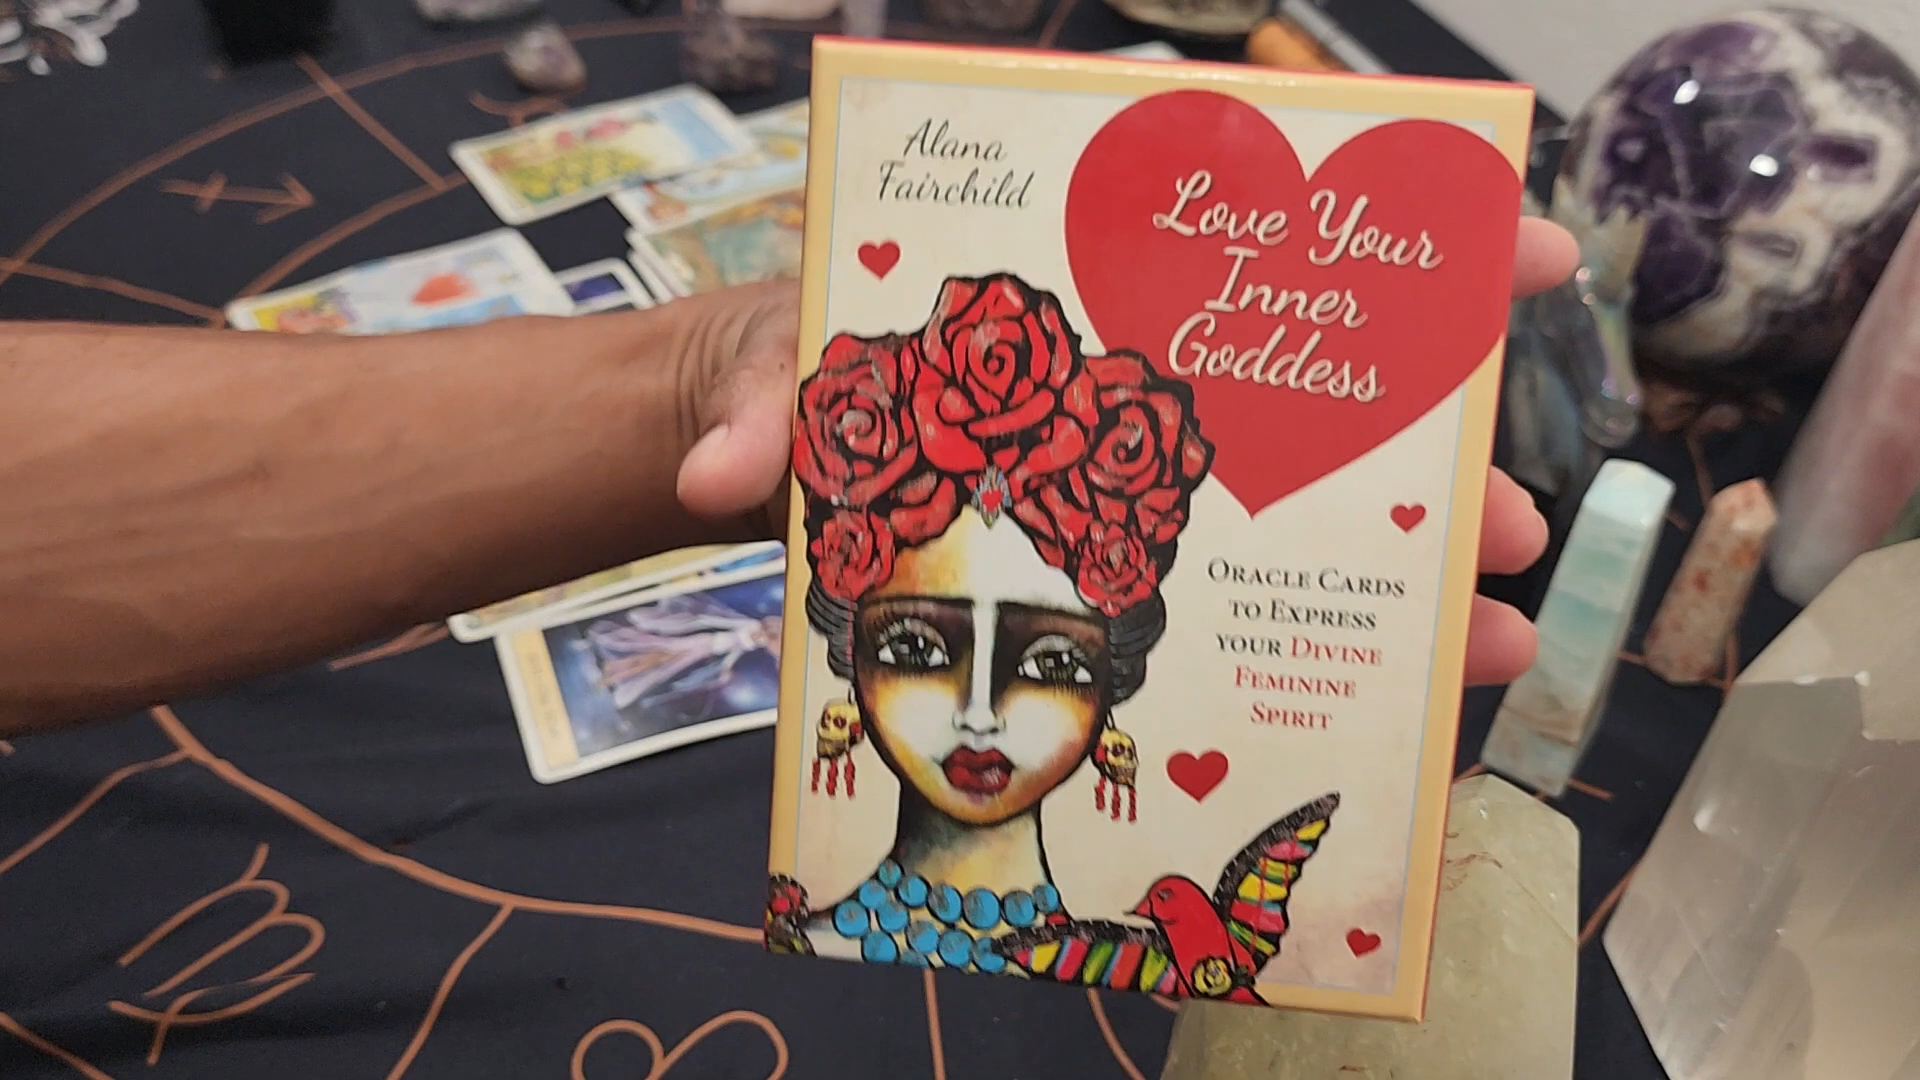 Alana
Fairchild
Love Your
Inner
Goddess
Oracle Cards
to Express
your Divine
Feminine
Spirit